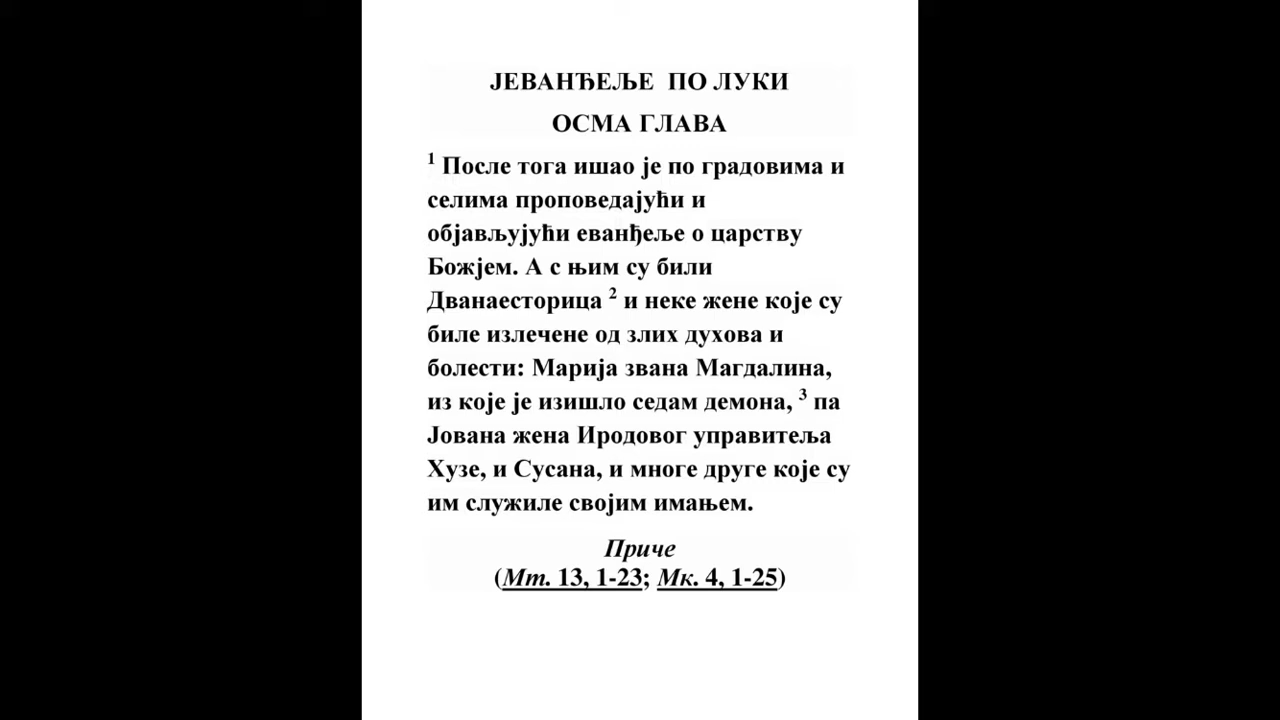 ЈЕВАНЂЕЉЕ ПО ЛУКИ
ОСМА ГЛАВА
1 После тога ишао је по градовима и
селима проповедајући и
објављујући еванђеље о царству
Божјем. А с њим су били
Дванаесторица 2 и неке жене које су
биле излечене од злих духова и
болести: Марија звана Магдалина,
из које је изишло седам демона, 3 па
Јована жена Иродовог управитеља
Хузе, и Сусана, и многе друге које су
им служиле својим имањем.
Приче
(Мт. 13, 1-23; Мк. 4, 1-25)